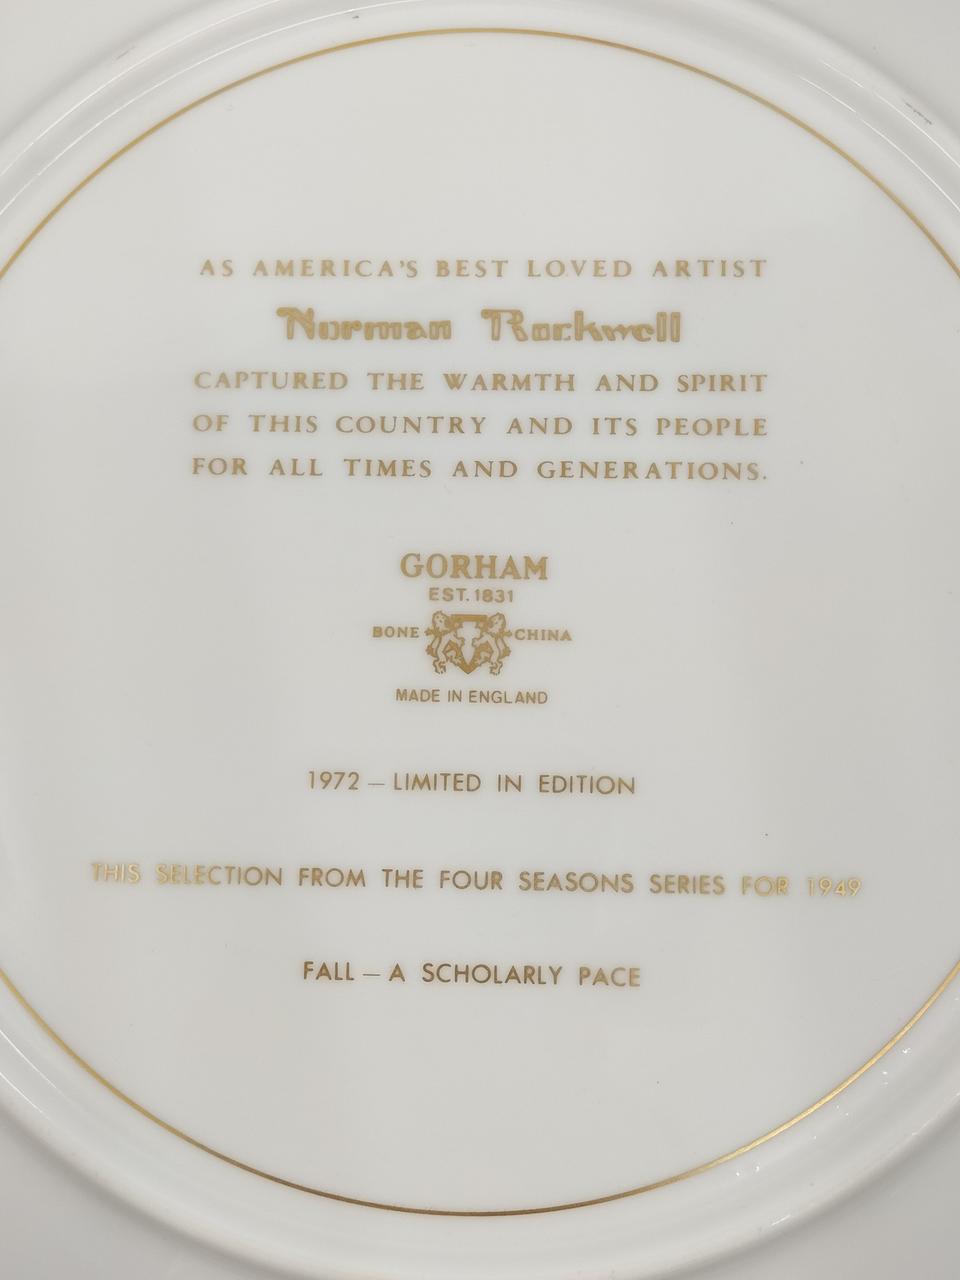 AS AMERICA'S BEST LOVED ARTIST
Norman Rockwell
CAPTURED THE WARMTH AND SPIRIT
OF THIS COUNTRY AND ITS PEOPLE
FOR ALL TIMES AND GENERATIONS.
GORHAM
EST. 1831
BONE CHINA
MADE IN ENGLAND
1972 – LIMITED IN EDITION
THIS SELECTION FROM THE FOUR SEASONS SERIES FOR 1949
FALL – A SCHOLARLY PACE